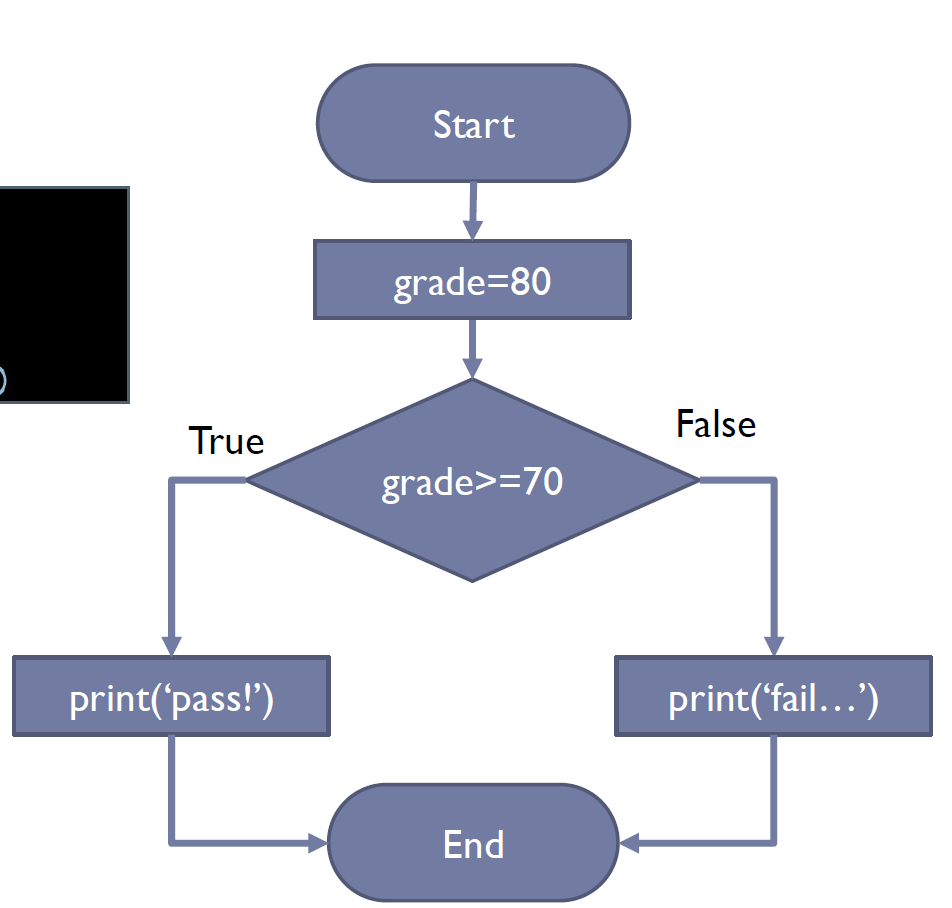 Start
grade=80
True
False
grade>=70
print(‘pass!’)
print(‘fail…’)
End